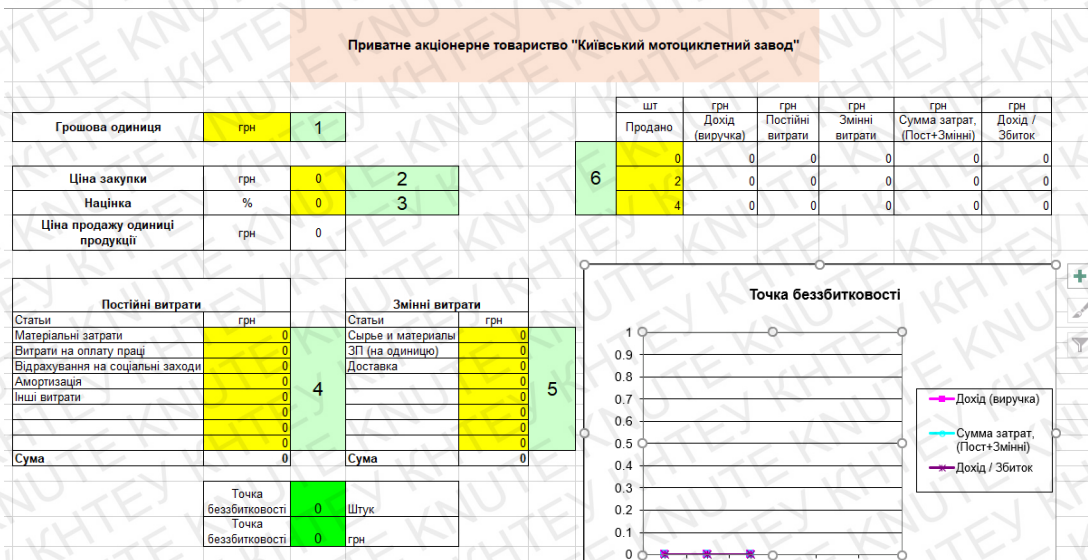 Приватне акціонерне товариство "Київський мотоциклетний завод"
Грошова одиниця грн 1
Ціна закупки грн 0 2
Націнка % 0 3
Ціна продажу одиниці
продукції грн 0
шт грн грн грн грн грн
Продано Дохід (виручка) Постійні витрати Змінні витрати Сумма затрат, (Пост+Змінні) Дохід / Збиток
6
0 0 0 0 0 0
2 0 0 0 0 0
4 0 0 0 0 0
Постійні витрати
Статьи грн
Матеріальні затрати 0
Витрати на оплату праці 0
Відрахування на соціальні заходи 0
Амортизація 0
Інші витрати 0
0
0
0
Сума 0
4
Змінні витрати
Статьи грн
Сырье и материалы 0
ЗП (на одиницю) 0
Доставка 0
0
0
0
0
0
Сума 0
5
Точка
беззбитковості 0 Штук
Точка
беззбитковості 0 грн
Точка беззбитковості
1
0.9
0.8
0.7
0.6
0.5
0.4
0.3
0.2
0.1
0
Дохід (виручка)
Сумма затрат,
(Пост+Змінні)
Дохід / Збиток
KNUTE КНТЕУ